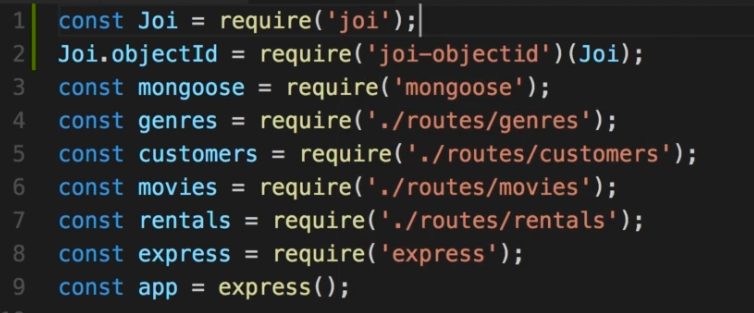 1 const Joi = require('joi');
2 Joi.objectId = require('joi-objectid')(Joi);
3 const mongoose = require('mongoose');
4 const genres = require('./routes/genres');
5 const customers = require('./routes/customers');
6 const movies = require('./routes/movies');
7 const rentals = require('./routes/rentals');
8 const express = require('express');
9 const app = express();